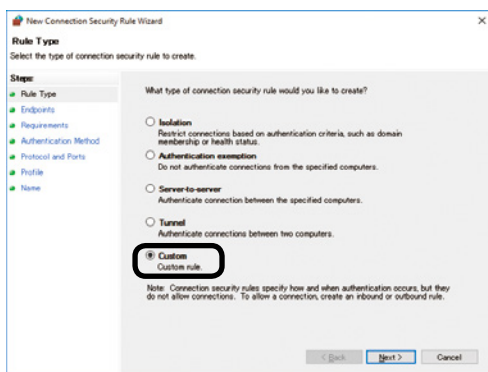 New Connection Security Rule Wizard
Rule Type
Select the type of connection security rule to create.
Steps:
Rule Type
Endpoints
Requirements
Authentication Method
Protocol and Ports
Profile
Name
What type of connection security rule would you like to create?
Isolation
Restrict connections based on authentication criteria, such as domain
membership or health status.
Authentication exemption
Do not authenticate connections from the specified computers.
Server-to-server
Authenticate connection between the specified computers.
Tunnel
Authenticate connections between two computers.
Custom
Custom rule.
Note: Connection security rules specify how and when authentication occurs, but they
do not allow connections. To allow a connection, create an inbound or outbound rule.
< Back Next > Cancel